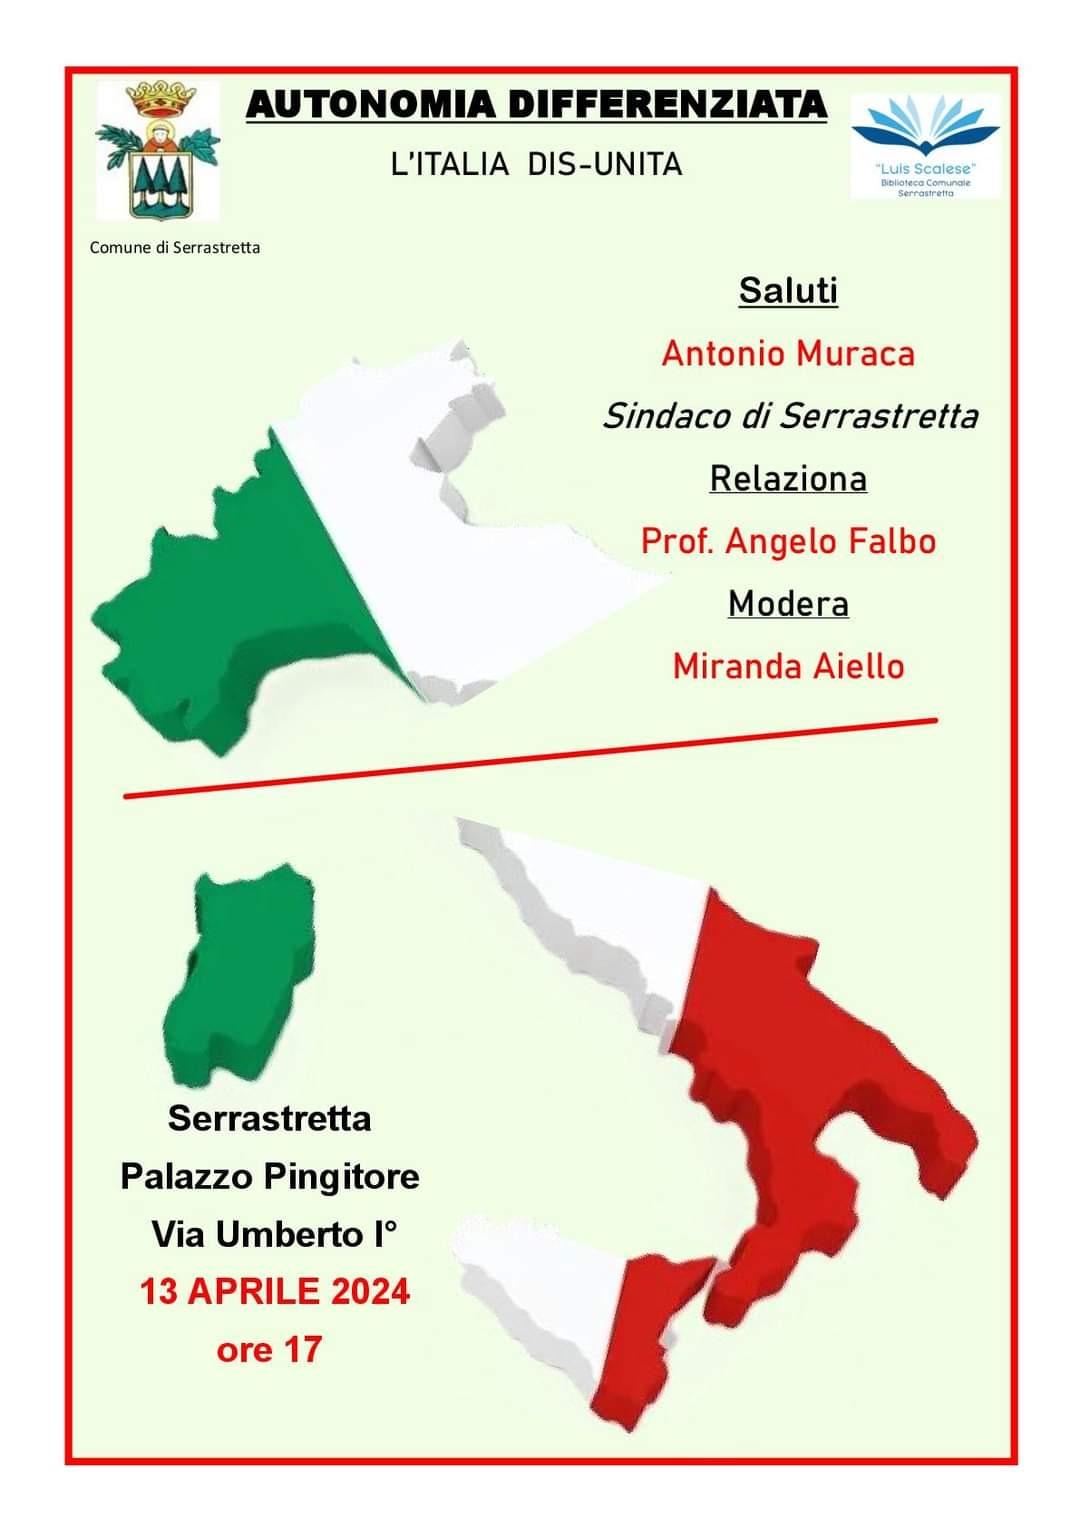 AUTONOMIA DIFFERENZIATA
L'ITALIA DIS-UNITA
"Luis Scalese"
Biblioteca Comunale
Serrastretta
Comune di Serrastretta
Saluti
Antonio Muraca
Sindaco di Serrastretta
Relaziona
Prof. Angelo Falbo
Modera
Miranda Aiello
Serrastretta
Palazzo Pingitore
Via Umberto I°
13 APRILE 2024
ore 17